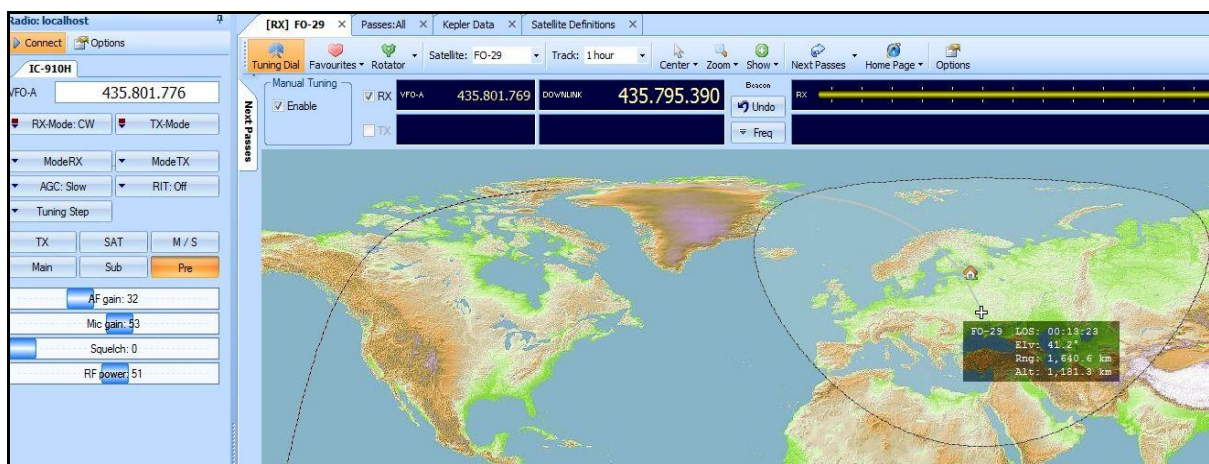 Radio: localhost
Connect Options
IC-910H
VFO-A 435.801.776
RX-Mode: CW TX-Mode
ModeRX ModeTX
AGC: Slow RIT: Off
Tuning Step
TX SAT M / S
Main Sub Pre
AF gain: 32
Mic gain: 53
Squelch: 0
RF power: 51
[RX] FO-29 Passes:All Kepler Data Satellite Definitions
Tuning Dial Favourites Rotator Satellite: FO-29 Track: 1 hour Center Zoom Show Next Passes Home Page Options
Next Passes
Manual Tuning
Enable
RX VFO-A 435.801.769 DOWNLINK 435.795.390
TX
Beacon
Undo
Freq
RX
FO-29 LOS: 00:13:23
Elv: 41.2°
Rng: 1,640.6 km
Alt: 1,181.3 km